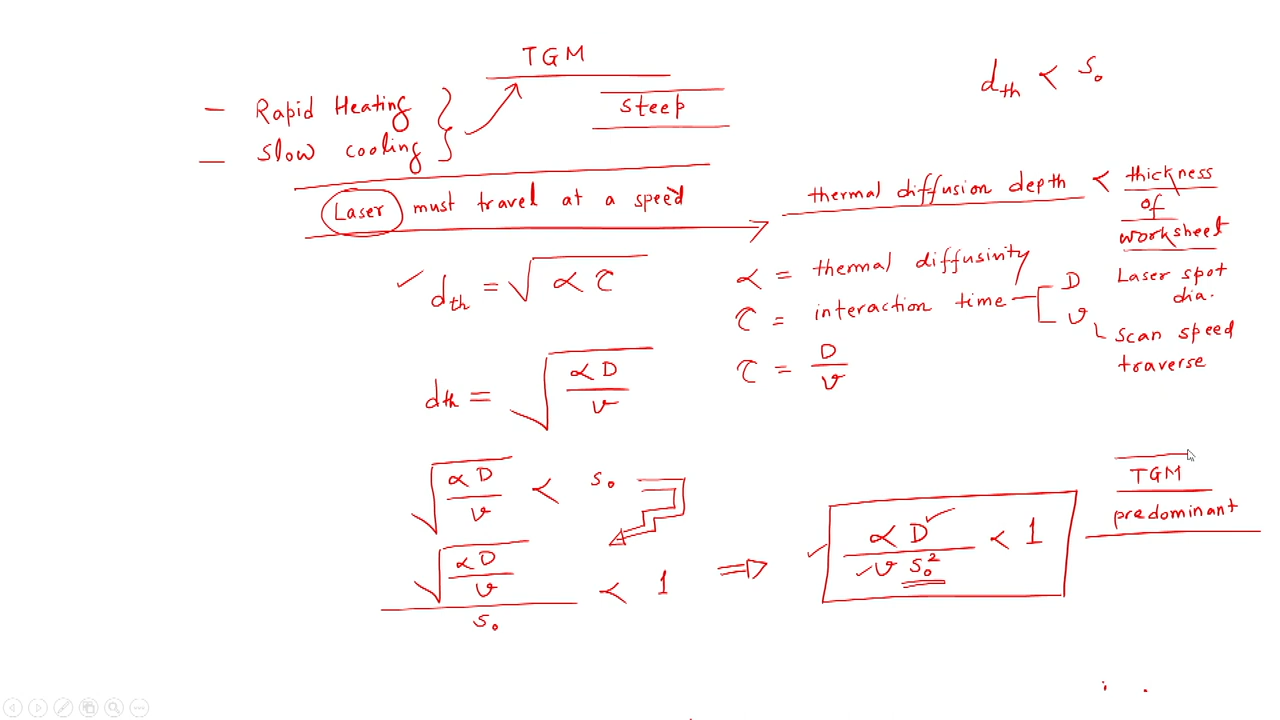 TGM
d_th < s₀
– Rapid Heating }
steep
– Slow cooling }
thermal diffusion depth < thickness of worksheet
Laser must travel at a speed
✓ d_th = √(α τ)
α = thermal diffusivity
τ = interaction time
D Laser spot dia.
v Scan speed traverse
τ = D/v
d_th = √(αD/v)
√(αD/v) < s₀
TGM
predominant
√(αD/v)/s₀ < 1 ⇒ αD/(v s₀²) < 1